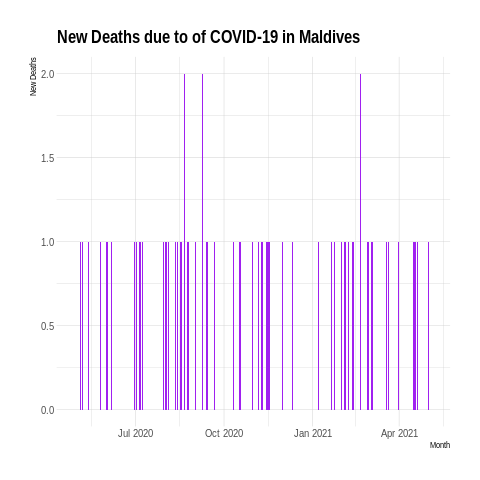 New Deaths due to of COVID-19 in Maldives
New Deaths
2.0
1.5
1.0
0.5
0.0
Jul 2020 Oct 2020 Jan 2021 Apr 2021
Month